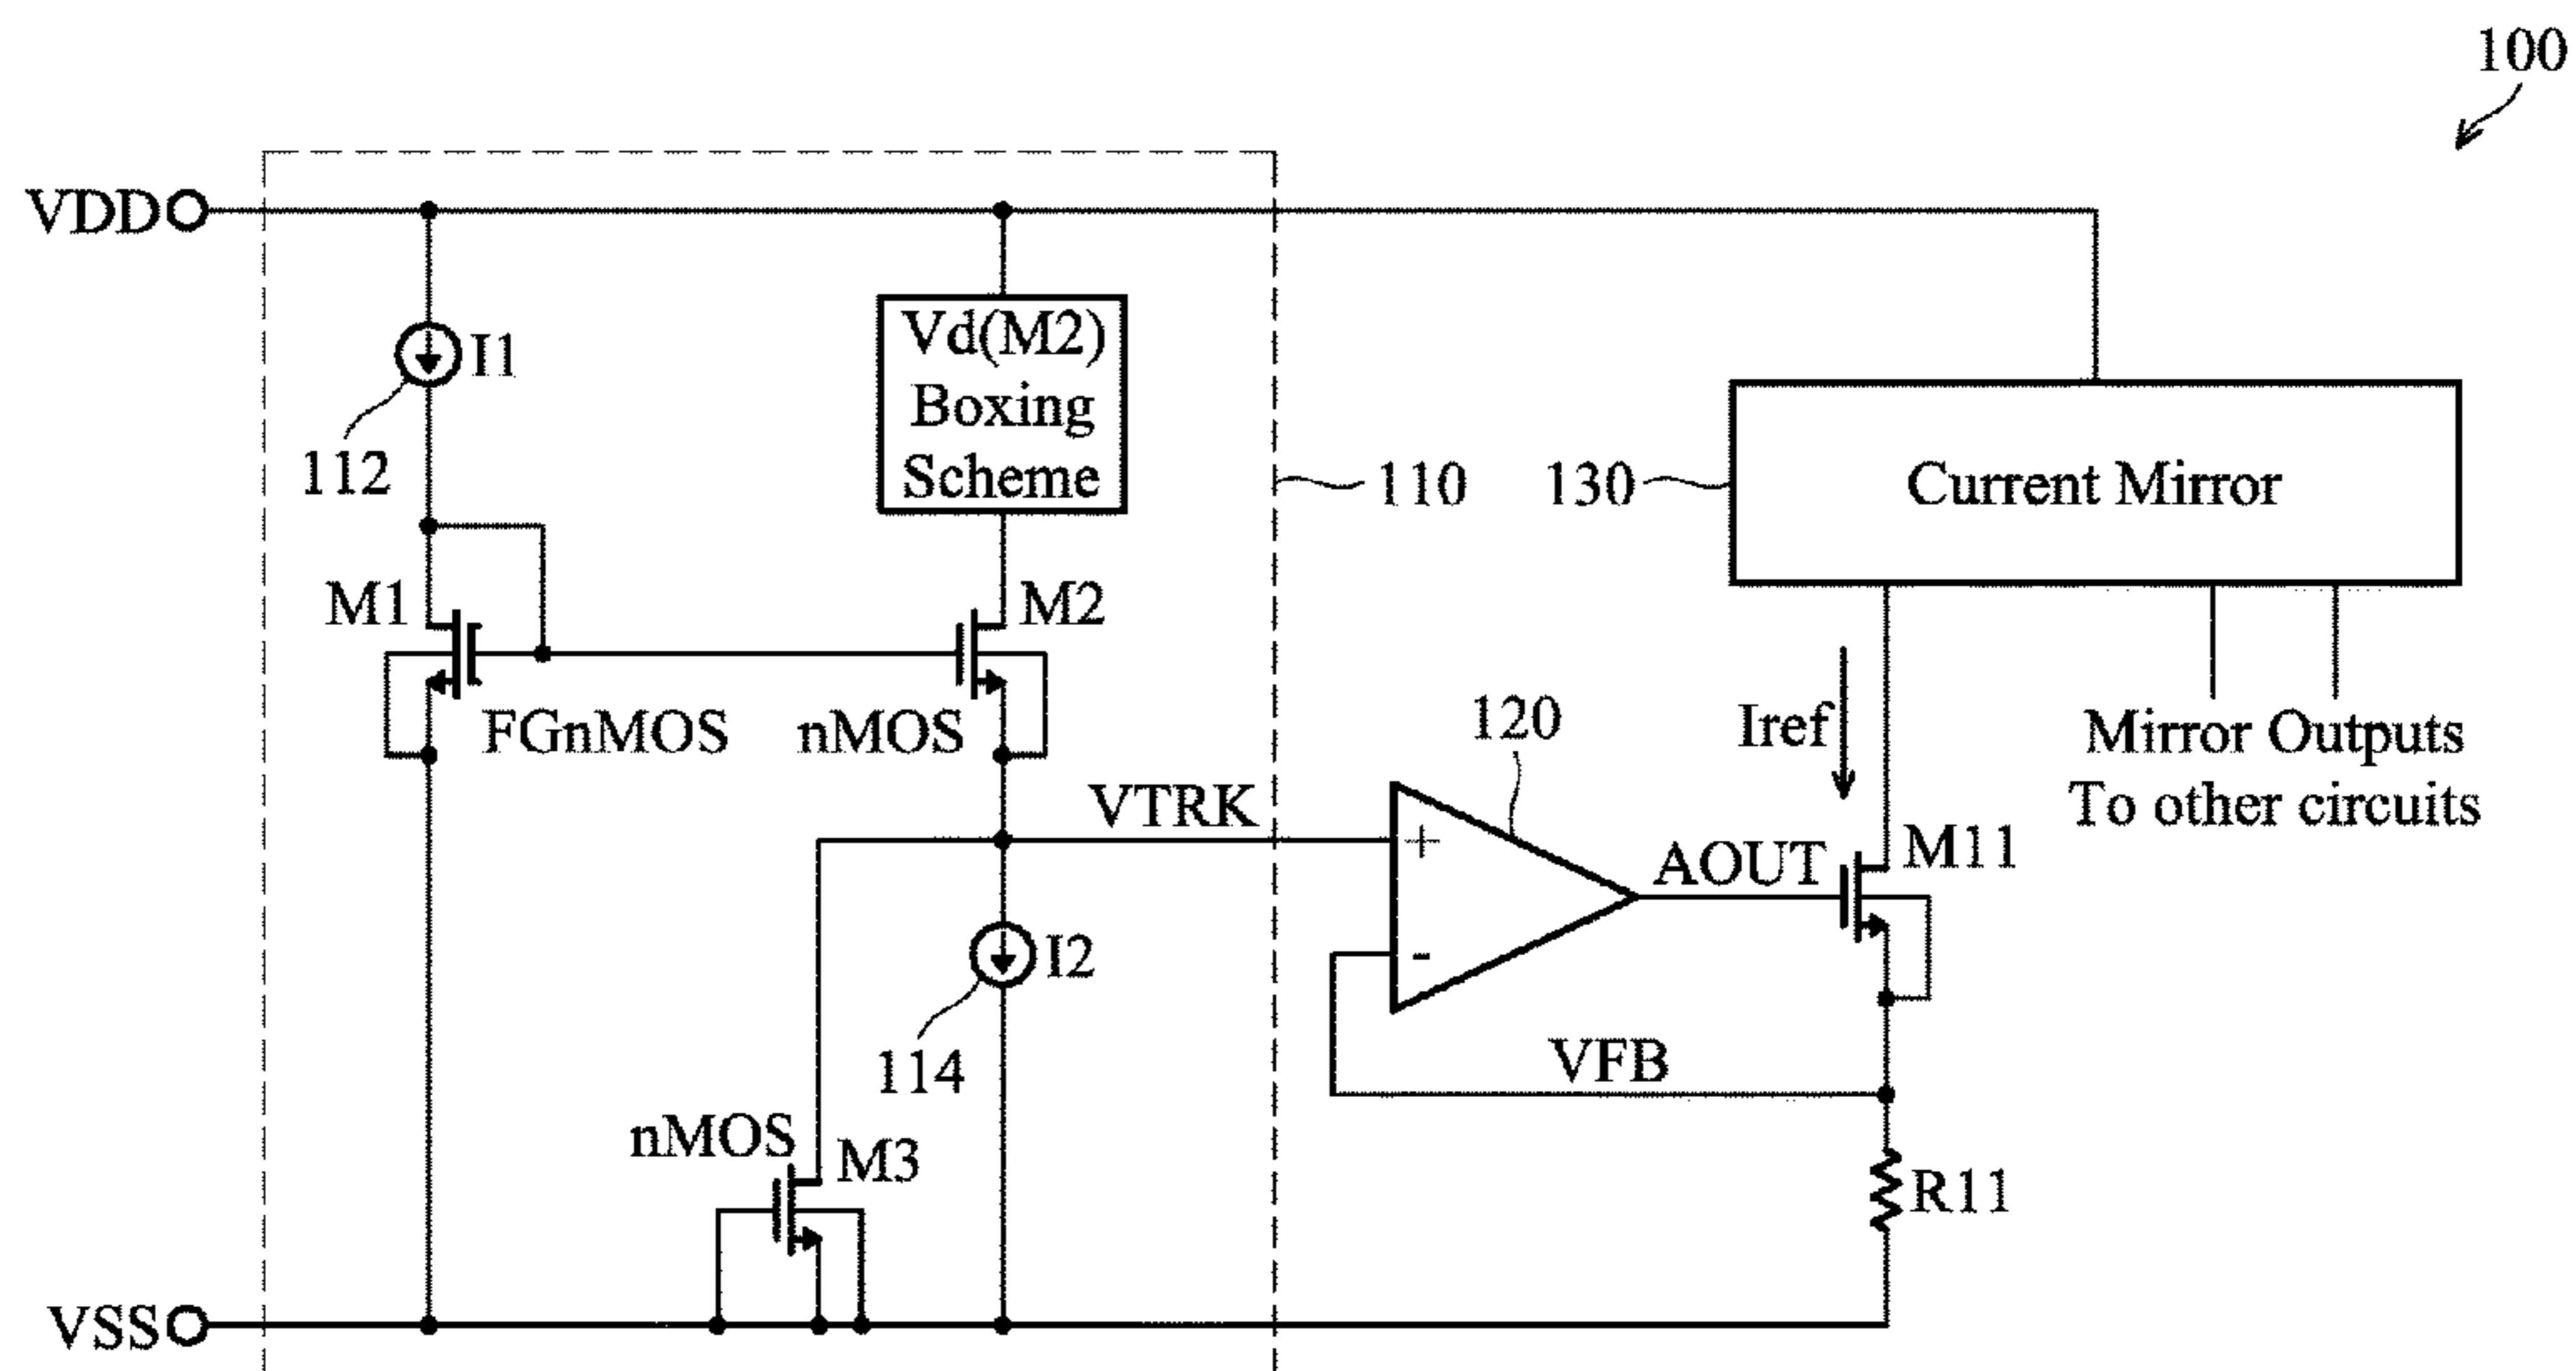 100
VDD
I1
112
Vd(M2)
Boxing
Scheme
110
130
Current Mirror
M1
M2
FGnMOS
nMOS
VTRK
120
+
-
AOUT
Iref
M11
Mirror Outputs
To other circuits
I2
114
VFB
nMOS
M3
R11
VSS